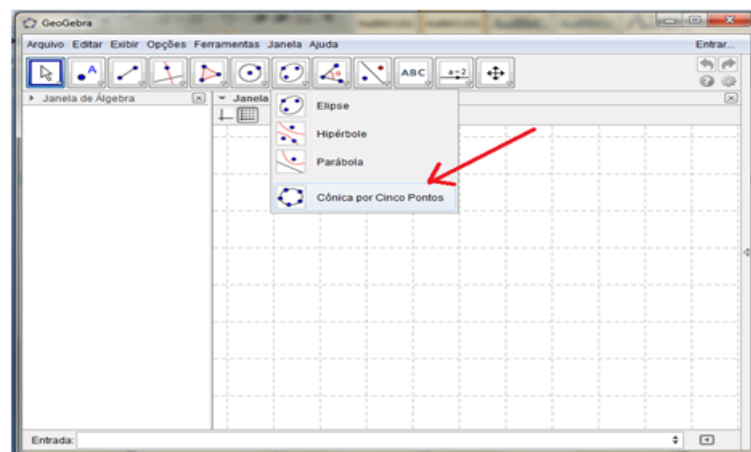 GeoGebra
Arquivo Editar Exibir Opções Ferramentas Janela Ajuda
Entrar...
A
α
ABC
a=2
Janela de Álgebra
Janela
Elipse
Hipérbole
Parábola
Cônica por Cinco Pontos
Entrada: